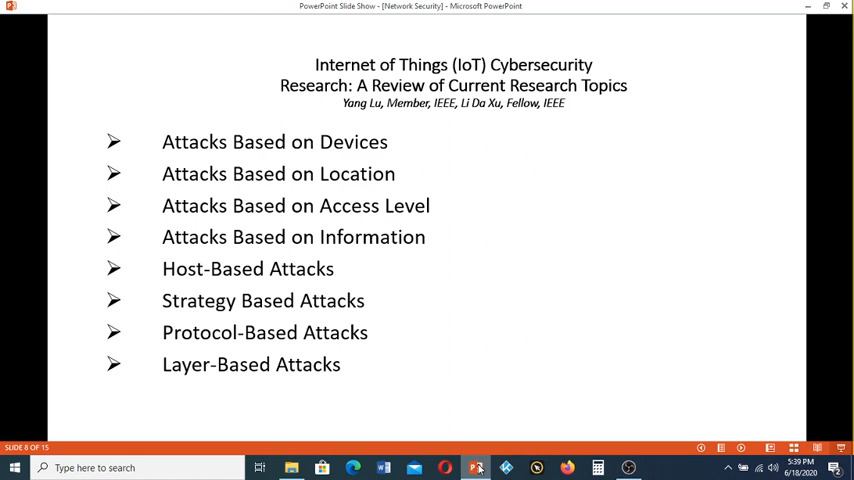 PowerPoint Slide Show - [Network Security] - Microsoft PowerPoint
Internet of Things (IoT) Cybersecurity
Research: A Review of Current Research Topics
Yang Lu, Member, IEEE, Li Da Xu, Fellow, IEEE
Attacks Based on Devices
Attacks Based on Location
Attacks Based on Access Level
Attacks Based on Information
Host-Based Attacks
Strategy Based Attacks
Protocol-Based Attacks
Layer-Based Attacks
SLIDE 8 OF 15
Type here to search
5:39 PM
6/18/2020
2